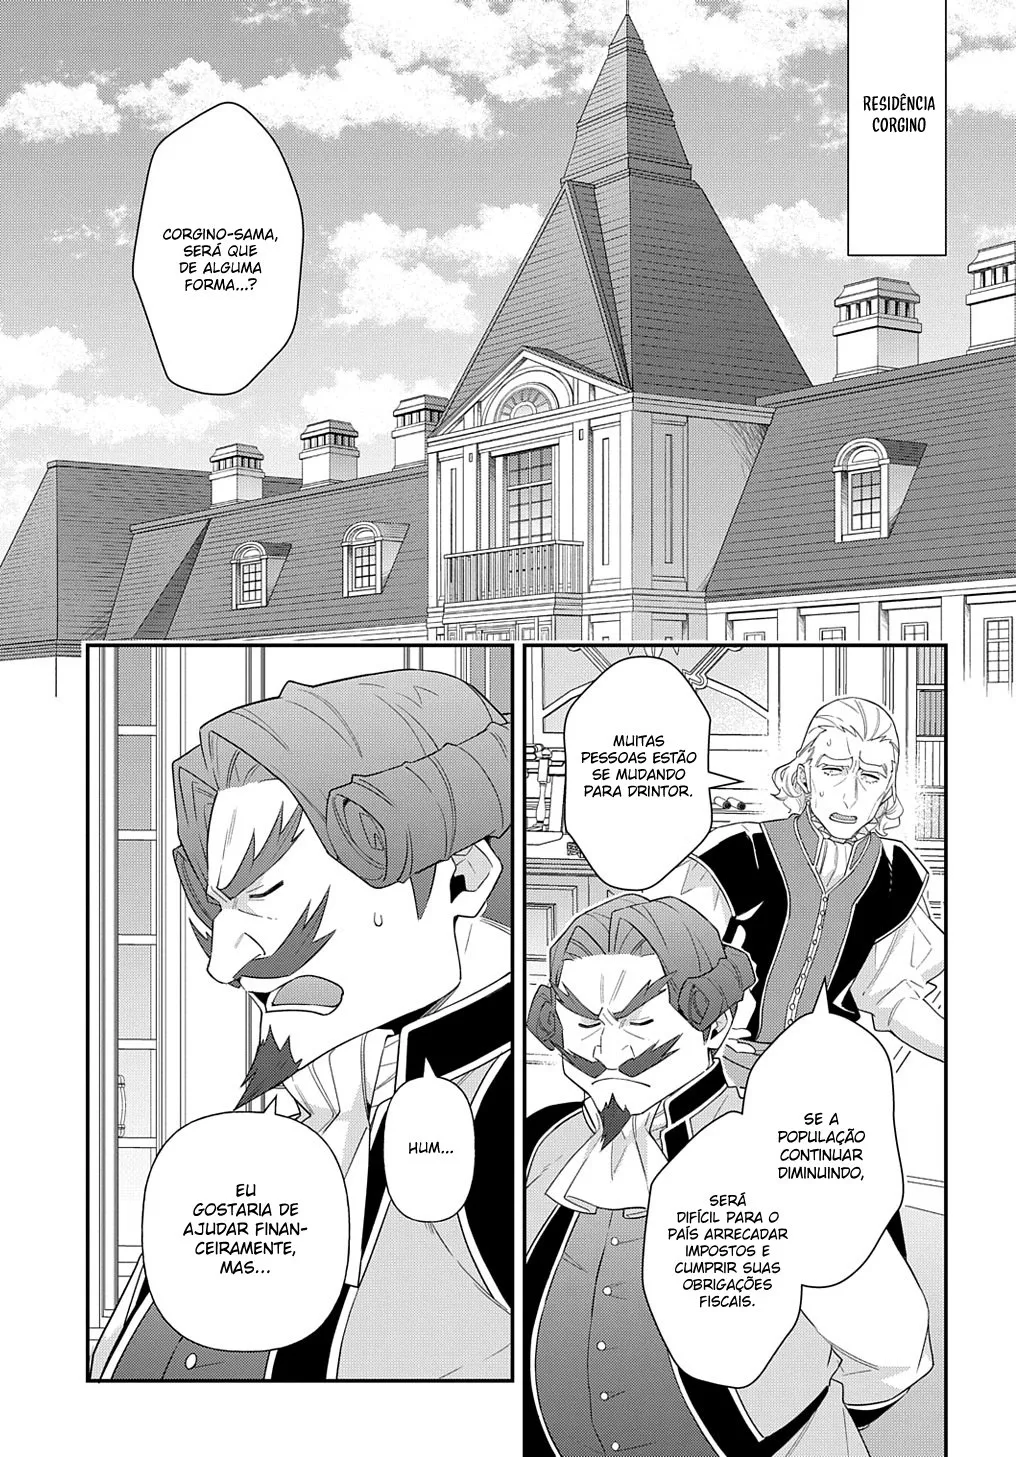 RESIDÊNCIA
CORGINO
CORGINO-SAMA,
SERÁ QUE
DE ALGUMA
FORMA...?
MUITAS
PESSOAS ESTÃO
SE MUDANDO
PARA DRINTOR.
SE A
POPULAÇÃO
CONTINUAR
DIMINUINDO,
SERÁ
DIFÍCIL PARA O
PAÍS ARRECADAR
IMPOSTOS E
CUMPRIR SUAS
OBRIGAÇÕES
FISCAIS.
HUM...
EU
GOSTARIA DE
AJUDAR FINAN-
CEIRAMENTE,
MAS...